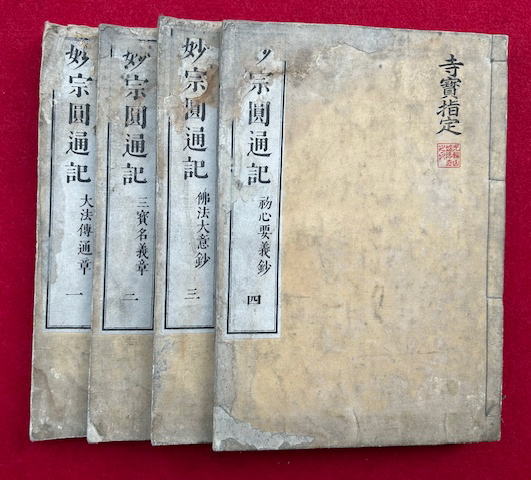 妙宗圓通記
大法傳通章
一
妙宗圓通記
三寳名義章
二
妙宗圓通記
佛法大意鈔
三
宗圓通記
初心要義鈔
四
寺寳指定